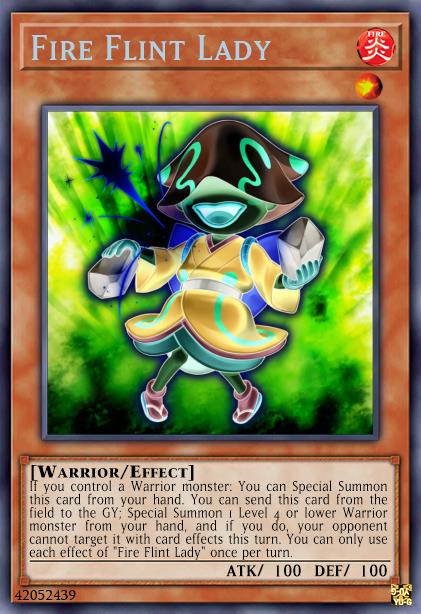 FIRE FLINT LADY
FIRE
炎
[WARRIOR/EFFECT]
If you control a Warrior monster: You can Special Summon
this card from your hand. You can send this card from the
field to the GY; Special Summon 1 Level 4 or lower Warrior
monster from your hand, and if you do, your opponent
cannot target it with card effects this turn. You can only use
each effect of "Fire Flint Lady" once per turn.
ATK/ 100 DEF/ 100
42052439